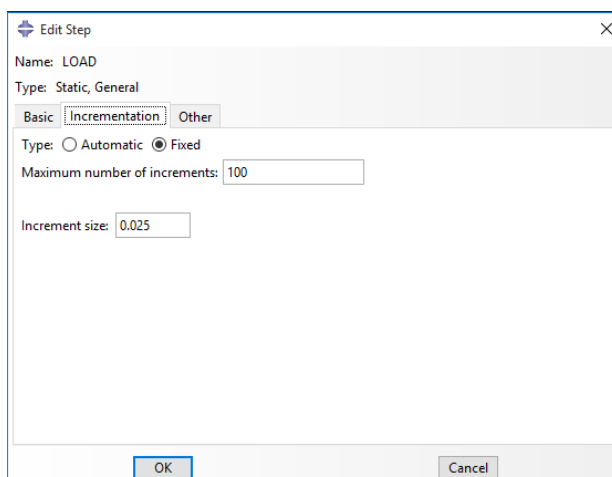 Edit Step
Name: LOAD
Type: Static, General
Basic Incrementation Other
Type: Automatic Fixed
Maximum number of increments: 100
Increment size: 0.025
OK Cancel